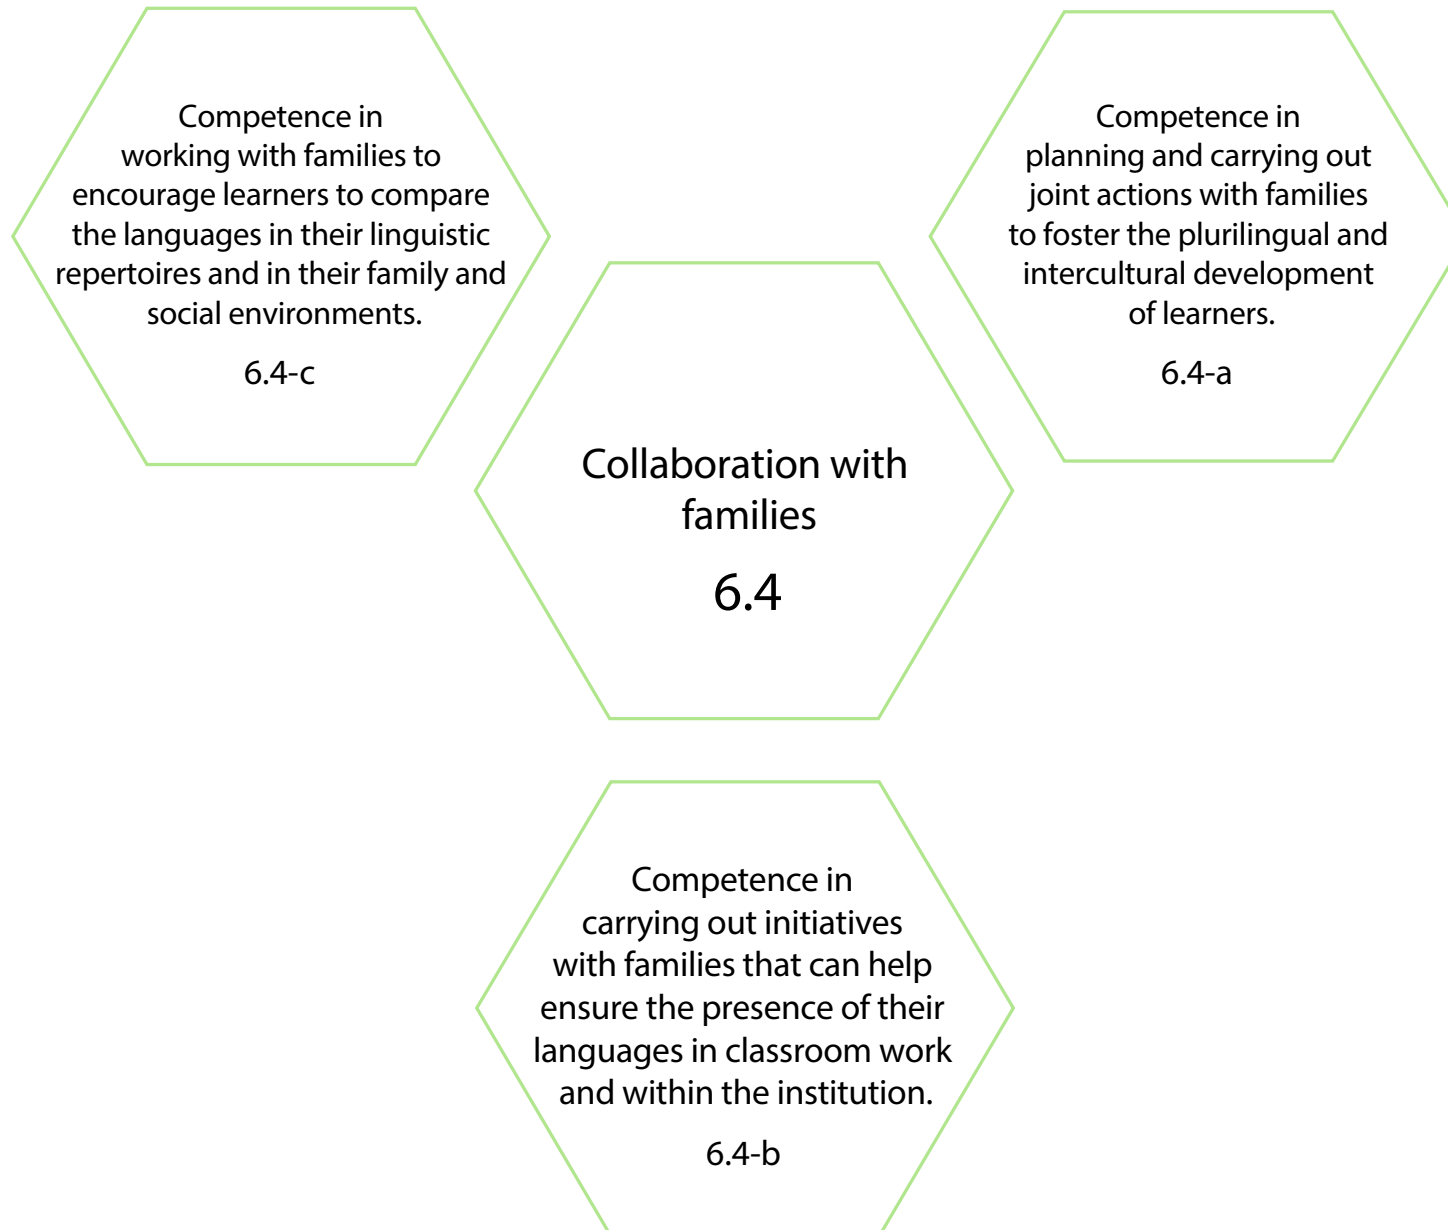 Competence in
working with families to
encourage learners to compare
the languages in their linguistic
repertoires and in their family and
social environments.
6.4-c
Competence in
planning and carrying out
joint actions with families
to foster the plurilingual and
intercultural development
of learners.
6.4-a
Collaboration with
families
6.4
Competence in
carrying out initiatives
with families that can help
ensure the presence of their
languages in classroom work
and within the institution.
6.4-b